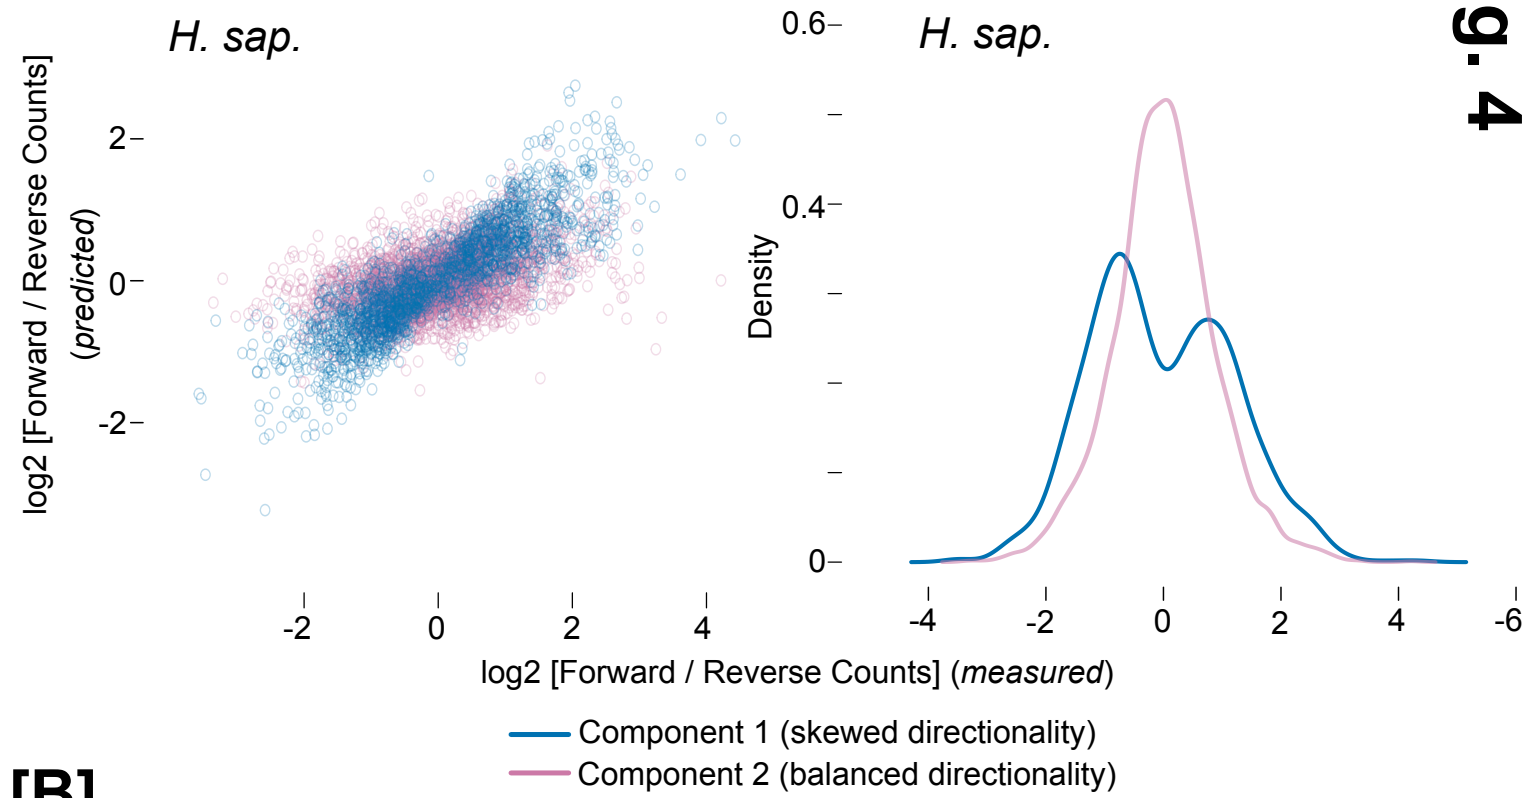 H. sap.
log2 [Forward / Reverse Counts]
(predicted)
2
0
-2
-2
0
2
4
H. sap.
Density
0.6
0.4
0
-4
-2
0
2
4
-6
log2 [Forward / Reverse Counts] (measured)
Component 1 (skewed directionality)
Component 2 (balanced directionality)
g. 4
[B]